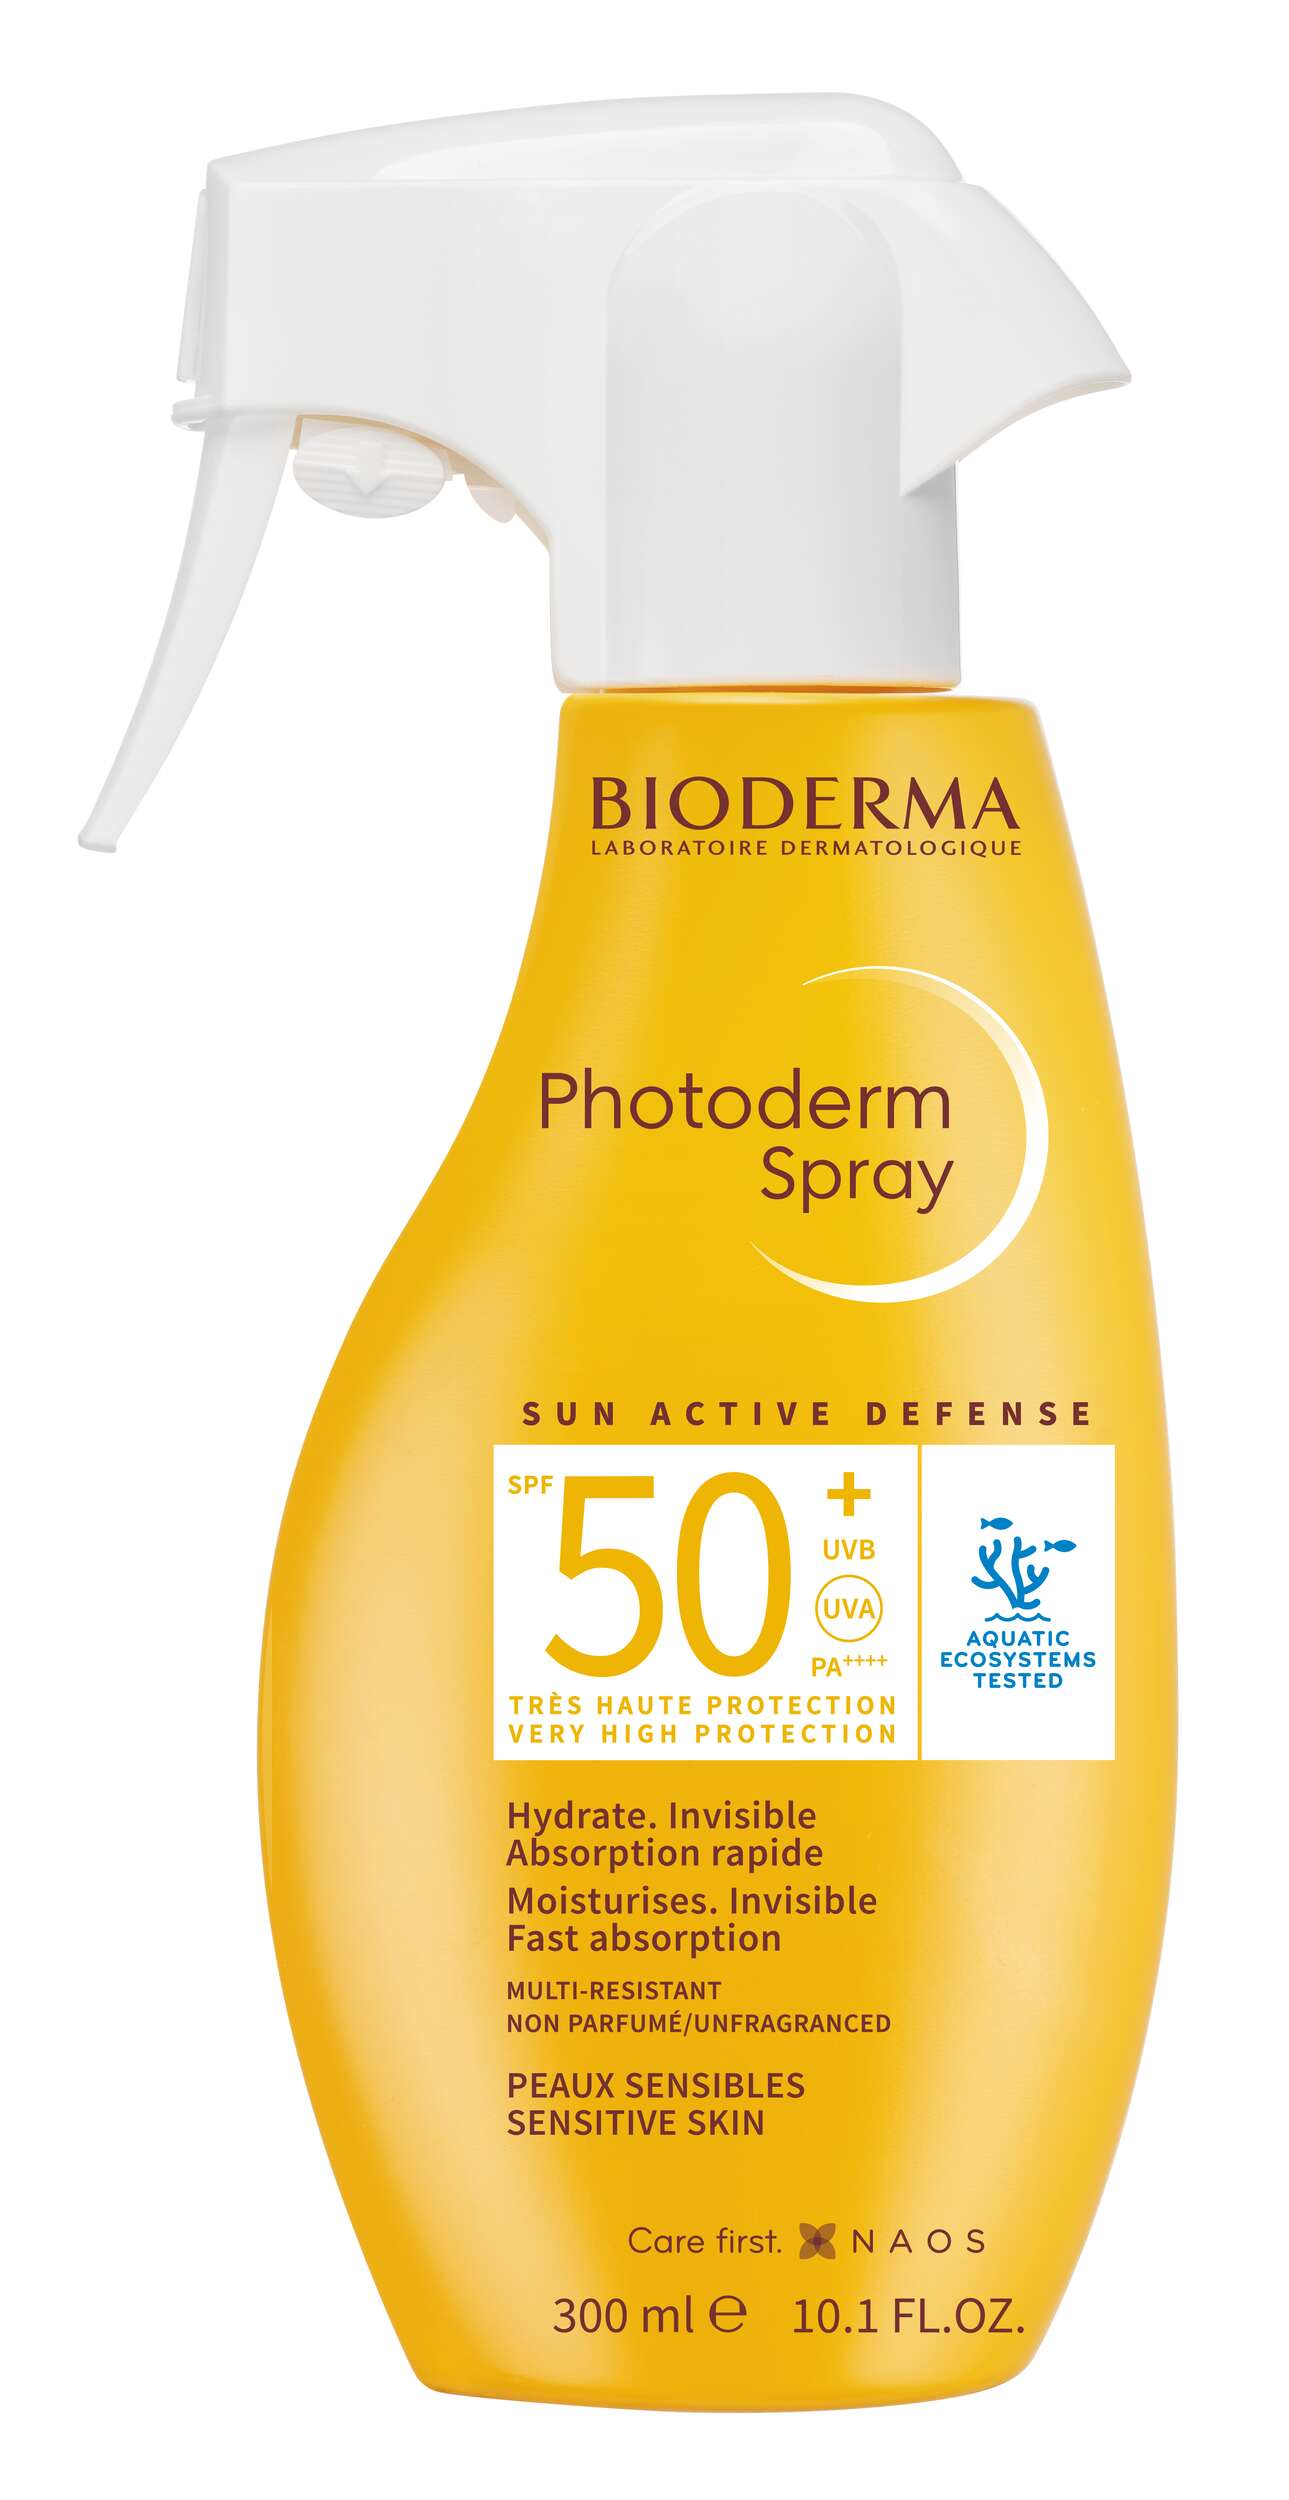 BIODERMA
LABORATOIRE DERMATOLOGIQUE
Photoderm
Spray
SUN ACTIVE DEFENSE
SPF 50+
UVB
UVA
PA++++
TRÈS HAUTE PROTECTION
VERY HIGH PROTECTION
AQUATIC
ECOSYSTEMS
TESTED
Hydrate. Invisible
Absorption rapide
Moisturises. Invisible
Fast absorption
MULTI-RESISTANT
NON PARFUMÉ/UNFRAGRANCED
PEAUX SENSIBLES
SENSITIVE SKIN
Care first. NAOS
300 ml ℮ 10.1 FL.OZ.